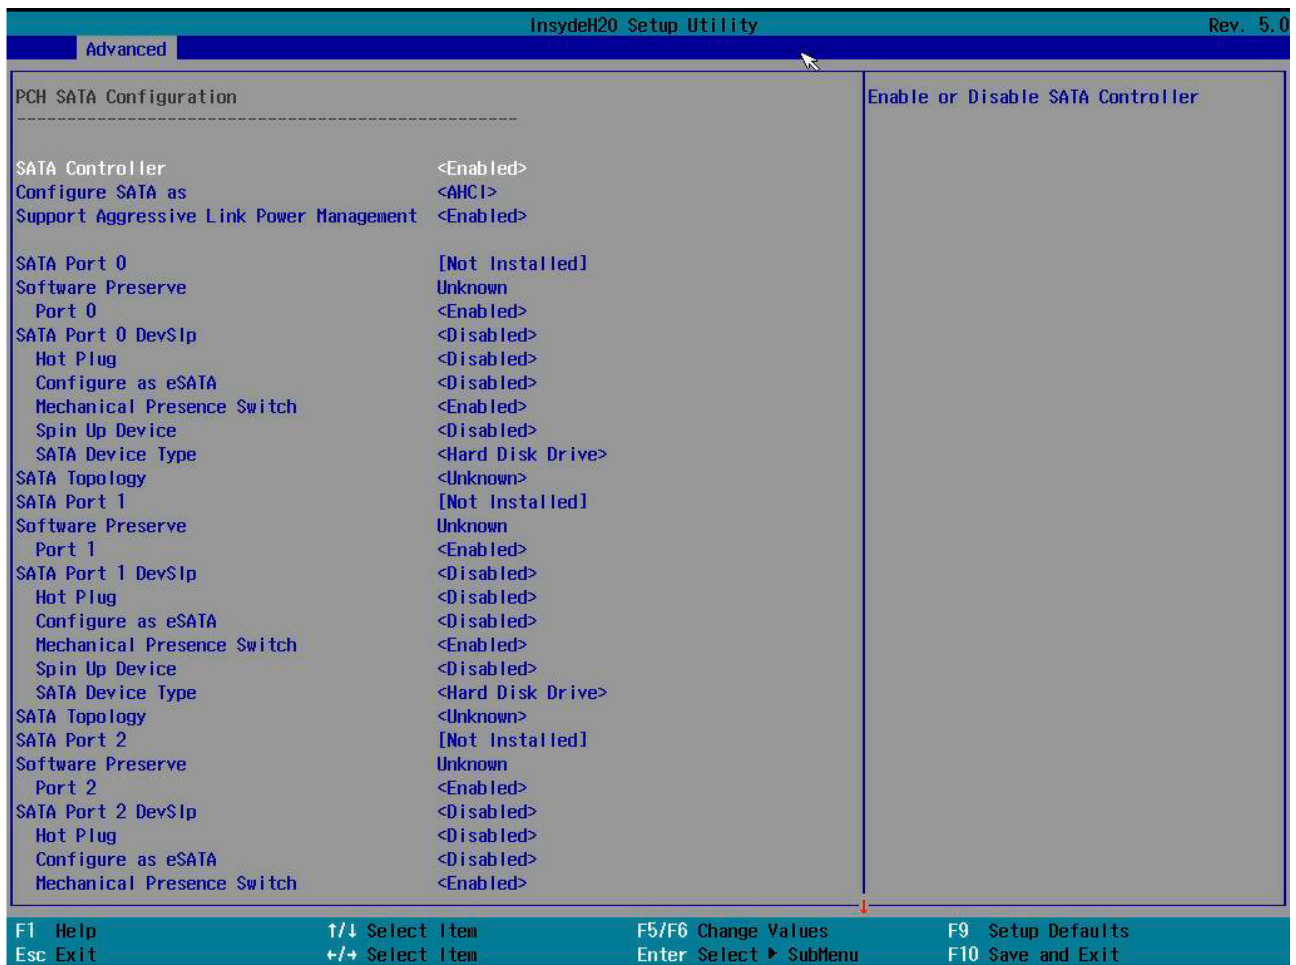 InsydeH2O Setup Utility Rev. 5.0
Advanced
PCH SATA Configuration
Enable or Disable SATA Controller
--------------------------------------------------
SATA Controller <Enabled>
Configure SATA as <AHCI>
Support Aggressive Link Power Management <Enabled>
SATA Port 0 [Not Installed]
Software Preserve Unknown
Port 0 <Enabled>
SATA Port 0 DevSlp <Disabled>
Hot Plug <Disabled>
Configure as eSATA <Disabled>
Mechanical Presence Switch <Enabled>
Spin Up Device <Disabled>
SATA Device Type <Hard Disk Drive>
SATA Topology <Unknown>
SATA Port 1 [Not Installed]
Software Preserve Unknown
Port 1 <Enabled>
SATA Port 1 DevSlp <Disabled>
Hot Plug <Disabled>
Configure as eSATA <Disabled>
Mechanical Presence Switch <Enabled>
Spin Up Device <Disabled>
SATA Device Type <Hard Disk Drive>
SATA Topology <Unknown>
SATA Port 2 [Not Installed]
Software Preserve Unknown
Port 2 <Enabled>
SATA Port 2 DevSlp <Disabled>
Hot Plug <Disabled>
Configure as eSATA <Disabled>
Mechanical Presence Switch <Enabled>
F1 Help ↑/↓ Select Item F5/F6 Change Values F9 Setup Defaults
Esc Exit ←/→ Select Item Enter Select ▶ SubMenu F10 Save and Exit